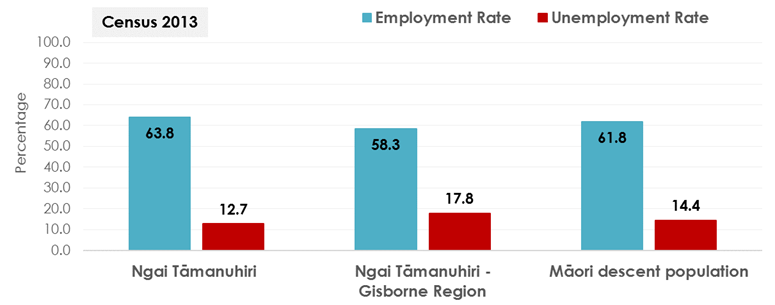 Census 2013
Employment Rate
Unemployment Rate
Percentage
100.0
90.0
80.0
70.0
60.0
50.0
40.0
30.0
20.0
10.0
0.0
63.8
12.7
58.3
17.8
61.8
14.4
Ngai Tāmanuhiri
Ngai Tāmanuhiri -
Gisborne Region
Māori descent population